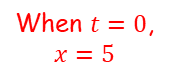 When t = 0,
x = 5